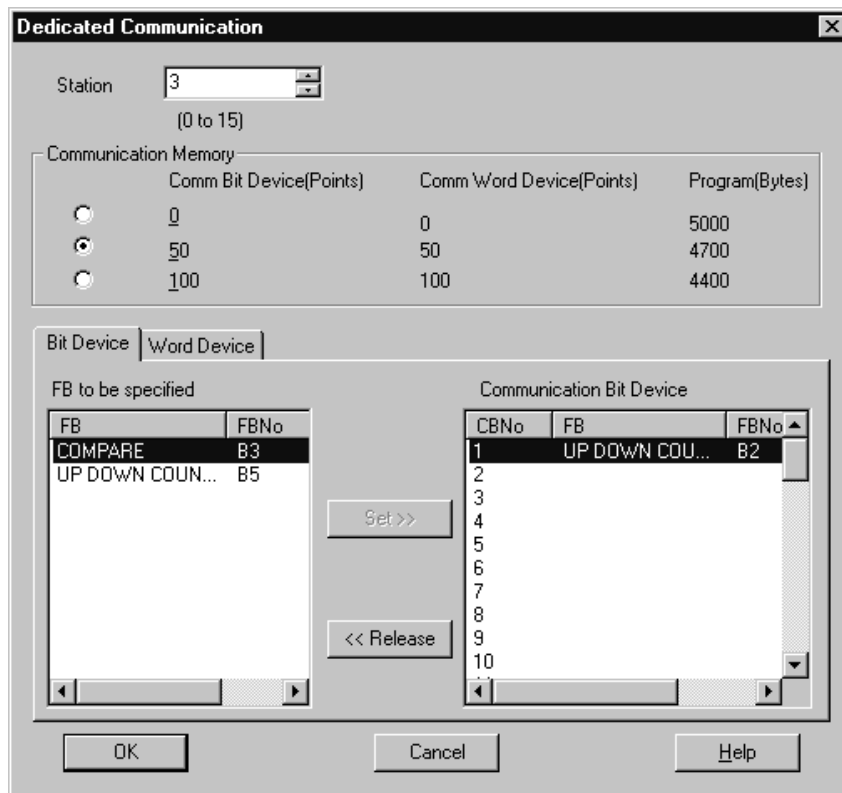 Dedicated Communication
Station 3
(0 to 15)
Communication Memory
Comm Bit Device(Points) Comm Word Device(Points) Program(Bytes)
0 0 5000
50 50 4700
100 100 4400
Bit Device Word Device
FB to be specified Communication Bit Device
FB FBNo CBNo FB FBNo
COMPARE B3 1 UP DOWN COU... B2
UP DOWN COUN... B5 2
3
Set >> 4
5
6
7
8
<< Release 9
10
OK Cancel Help